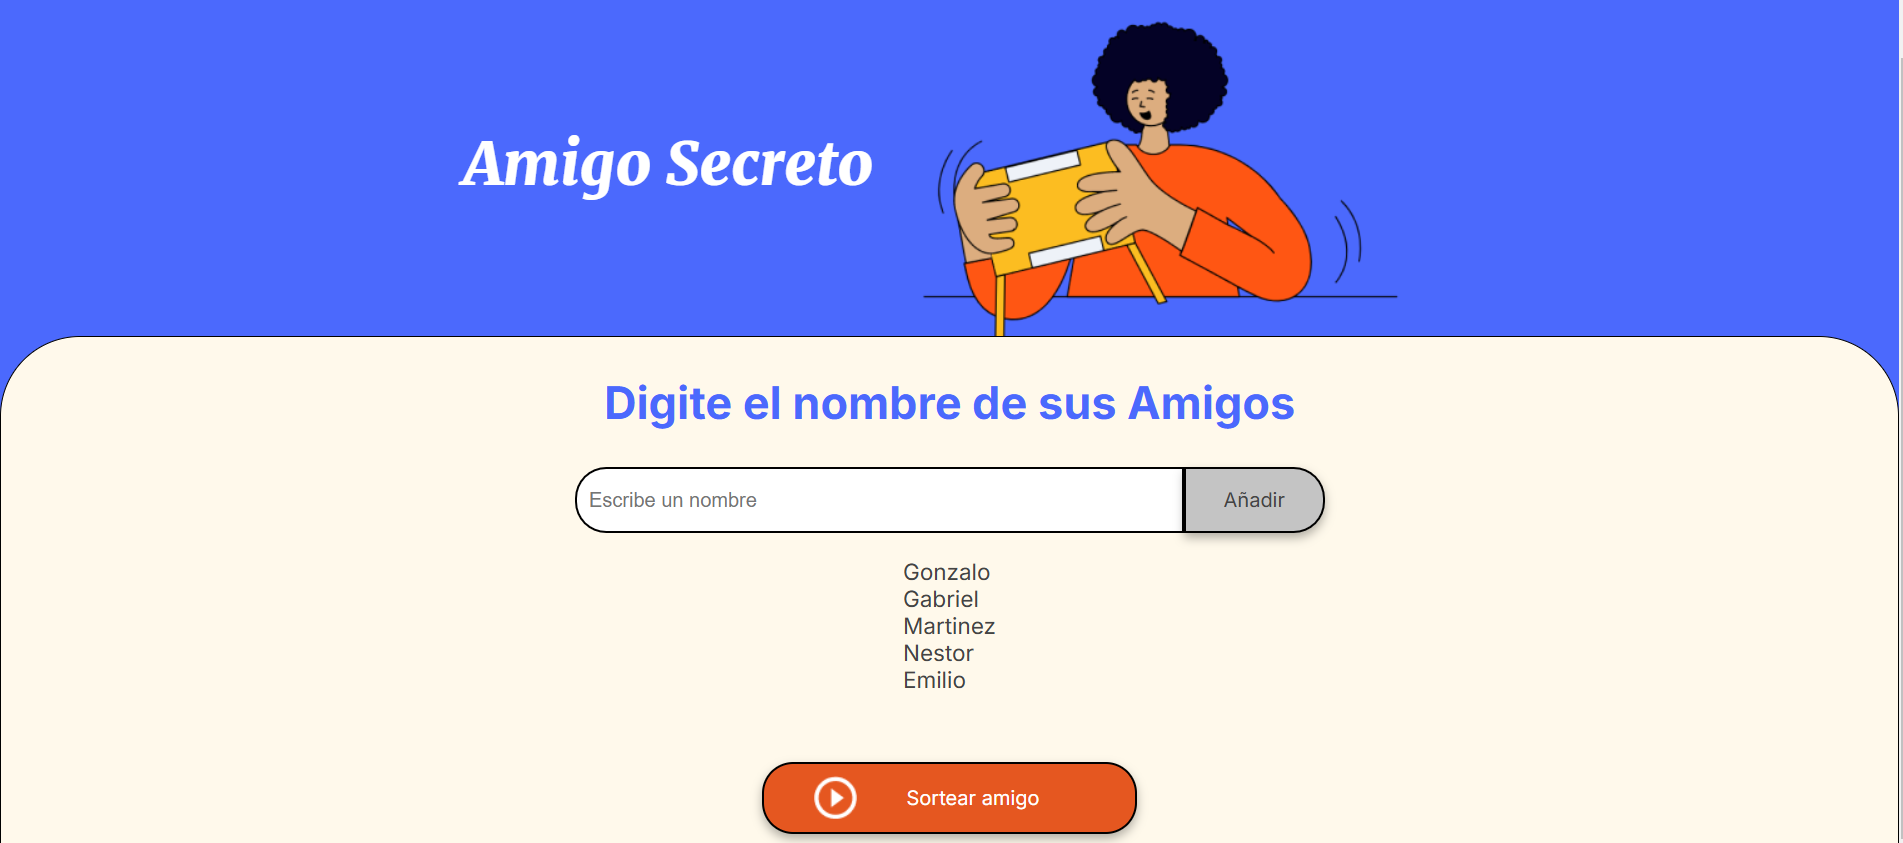 Amigo Secreto
Digite el nombre de sus Amigos
Escribe un nombre
Añadir
Gonzalo
Gabriel
Martinez
Nestor
Emilio
Sortear amigo